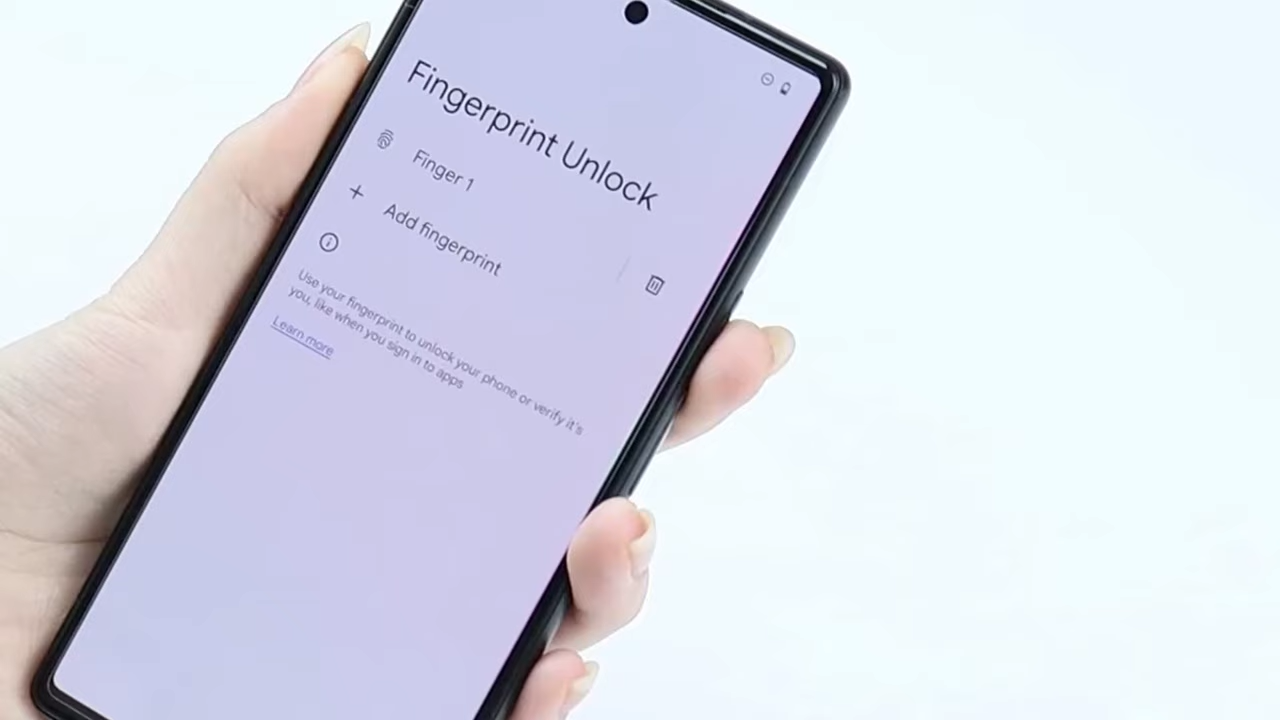 Fingerprint Unlock
Finger 1
Add fingerprint
Use your fingerprint to unlock your phone or verify it's
you, like when you sign in to apps
Learn more